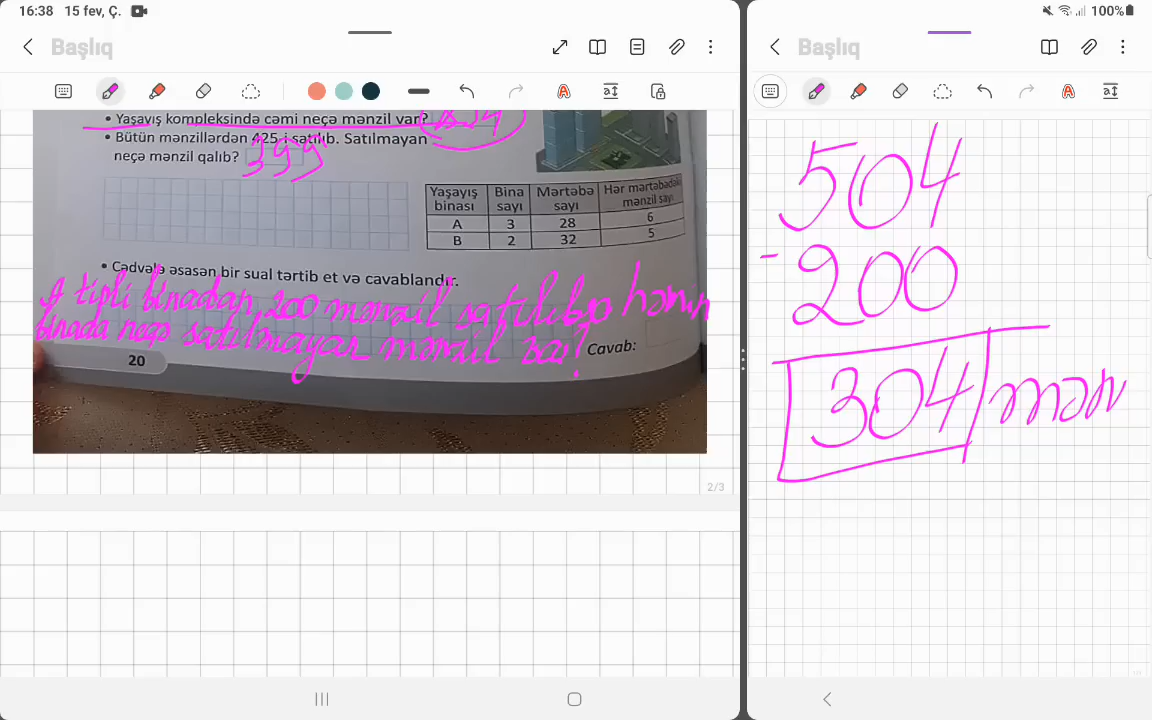 16:38 15 fev, Ç. 100%
Başlıq
Başlıq
• Yaşavış kompleksində cəmi neçə mənzil var?
• Bütün mənzillərdən 425-i satılıb. Satılmayan
neçə mənzil qalıb? 399
Yaşayış binası Bina sayı Mərtəbə sayı Hər mərtəbədəki mənzil sayı
A 3 28 6
B 2 32 5
• Cədvələ əsasən bir sual tərtib et və cavablandır.
A tipli binadan 200 mənzil satılıb
binada neçə satılmayan mənzil var?
Cavab:
20
2/3
504
- 200
304 mən